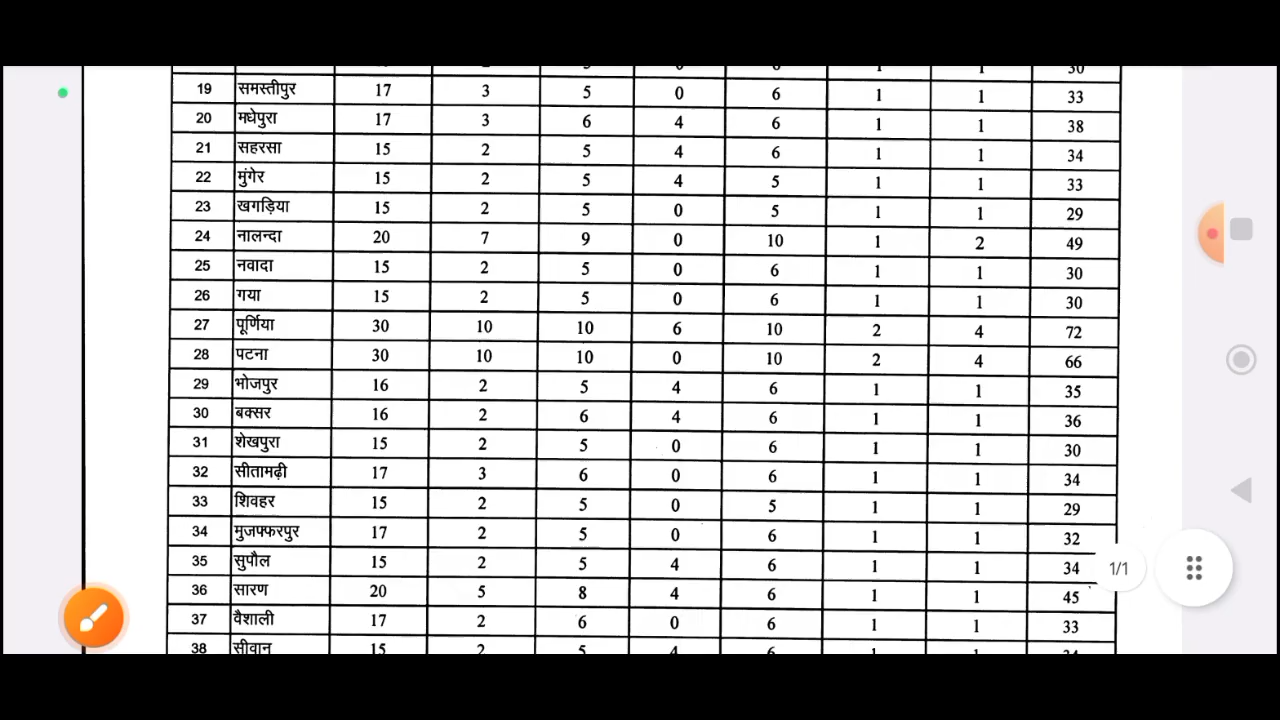 30
19 समस्तीपुर 17 3 5 0 6 1 1 33
20 मधेपुरा 17 3 6 4 6 1 1 38
21 सहरसा 15 2 5 4 6 1 1 34
22 मुंगेर 15 2 5 4 5 1 1 33
23 खगड़िया 15 2 5 0 5 1 1 29
24 नालन्दा 20 7 9 0 10 1 2 49
25 नवादा 15 2 5 0 6 1 1 30
26 गया 15 2 5 0 6 1 1 30
27 पूर्णिया 30 10 10 6 10 2 4 72
28 पटना 30 10 10 0 10 2 4 66
29 भोजपुर 16 2 5 4 6 1 1 35
30 बक्सर 16 2 6 4 6 1 1 36
31 शेखपुरा 15 2 5 0 6 1 1 30
32 सीतामढ़ी 17 3 6 0 6 1 1 34
33 शिवहर 15 2 5 0 5 1 1 29
34 मुजफ्फरपुर 17 2 5 0 6 1 1 32
35 सुपौल 15 2 5 4 6 1 1 34
1/1
36 सारण 20 5 8 4 6 1 1 45
37 वैशाली 17 2 6 0 6 1 1 33
38 सीवान 15 2 5 4 6 1 1 34